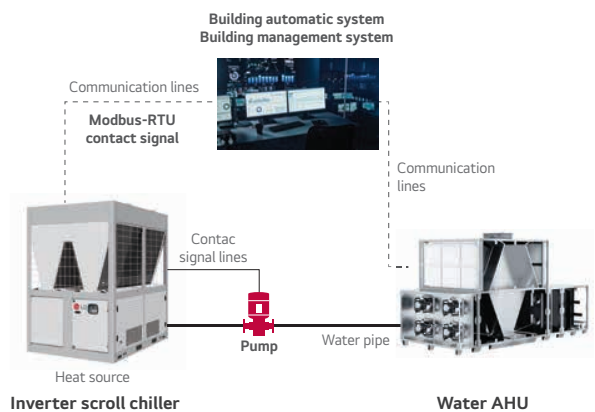 Building automatic system
Building management system
Communication lines
Modbus-RTU
contact signal
Communication
lines
Contac
signal lines
Pump
Water pipe
Heat source
Inverter scroll chiller
Water AHU